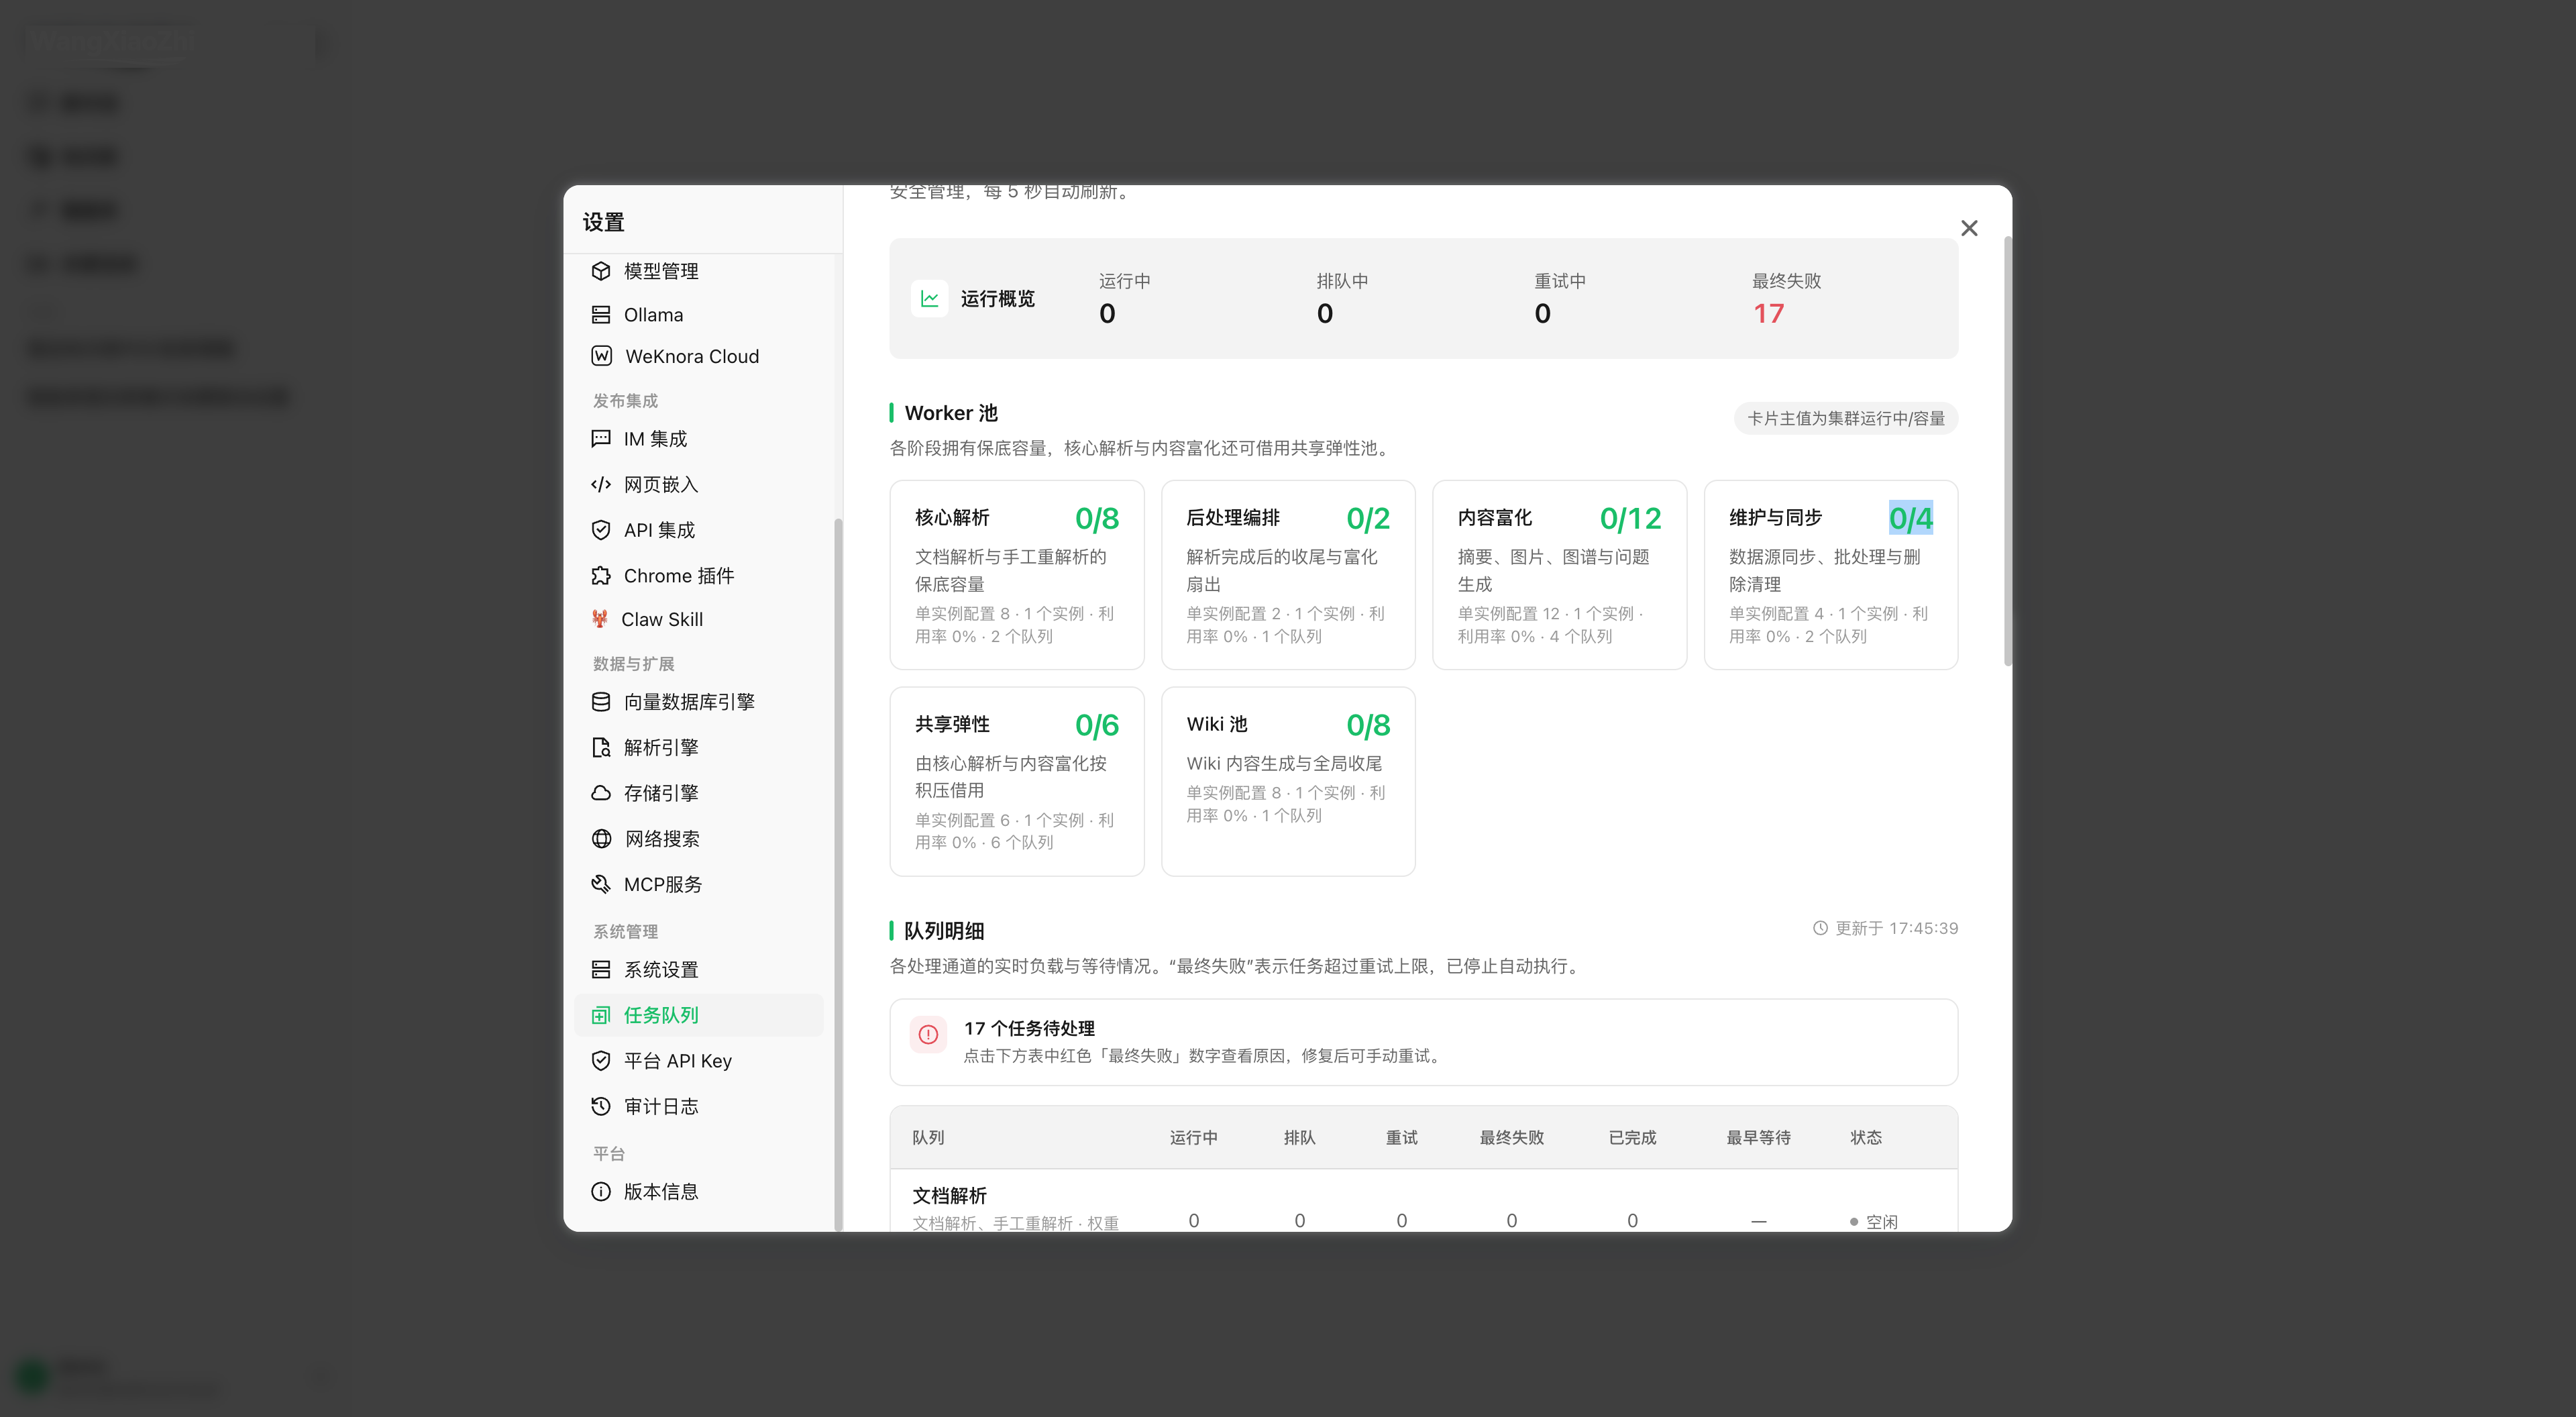 设置
模型管理
Ollama
WeKnora Cloud
发布集成
IM 集成
网页嵌入
API 集成
Chrome 插件
Claw Skill
数据与扩展
向量数据库引擎
解析引擎
存储引擎
网络搜索
MCP服务
系统管理
系统设置
任务队列
平台 API Key
审计日志
平台
版本信息
安全管理，每 5 秒自动刷新。
运行概览
运行中
0
排队中
0
重试中
0
最终失败
17
Worker 池
卡片主值为集群运行中/容量
各阶段拥有保底容量，核心解析与内容富化还可借用共享弹性池。
核心解析 0/8
文档解析与手工重解析的
保底容量
单实例配置 8 · 1 个实例 · 利
用率 0% · 2 个队列
后处理编排 0/2
解析完成后的收尾与富化
扇出
单实例配置 2 · 1 个实例 · 利
用率 0% · 1 个队列
内容富化 0/12
摘要、图片、图谱与问题
生成
单实例配置 12 · 1 个实例 ·
利用率 0% · 4 个队列
维护与同步 0/4
数据源同步、批处理与删
除清理
单实例配置 4 · 1 个实例 · 利
用率 0% · 2 个队列
共享弹性 0/6
由核心解析与内容富化按
积压借用
单实例配置 6 · 1 个实例 · 利
用率 0% · 6 个队列
Wiki 池 0/8
Wiki 内容生成与全局收尾
单实例配置 8 · 1 个实例 · 利
用率 0% · 1 个队列
队列明细
更新于 17:45:39
各处理通道的实时负载与等待情况。“最终失败”表示任务超过重试上限，已停止自动执行。
17 个任务待处理
点击下方表中红色「最终失败」数字查看原因，修复后可手动重试。
队列 运行中 排队 重试 最终失败 已完成 最早等待 状态
文档解析
文档解析、手工重解析 · 权重
0 0 0 0 0 — 空闲